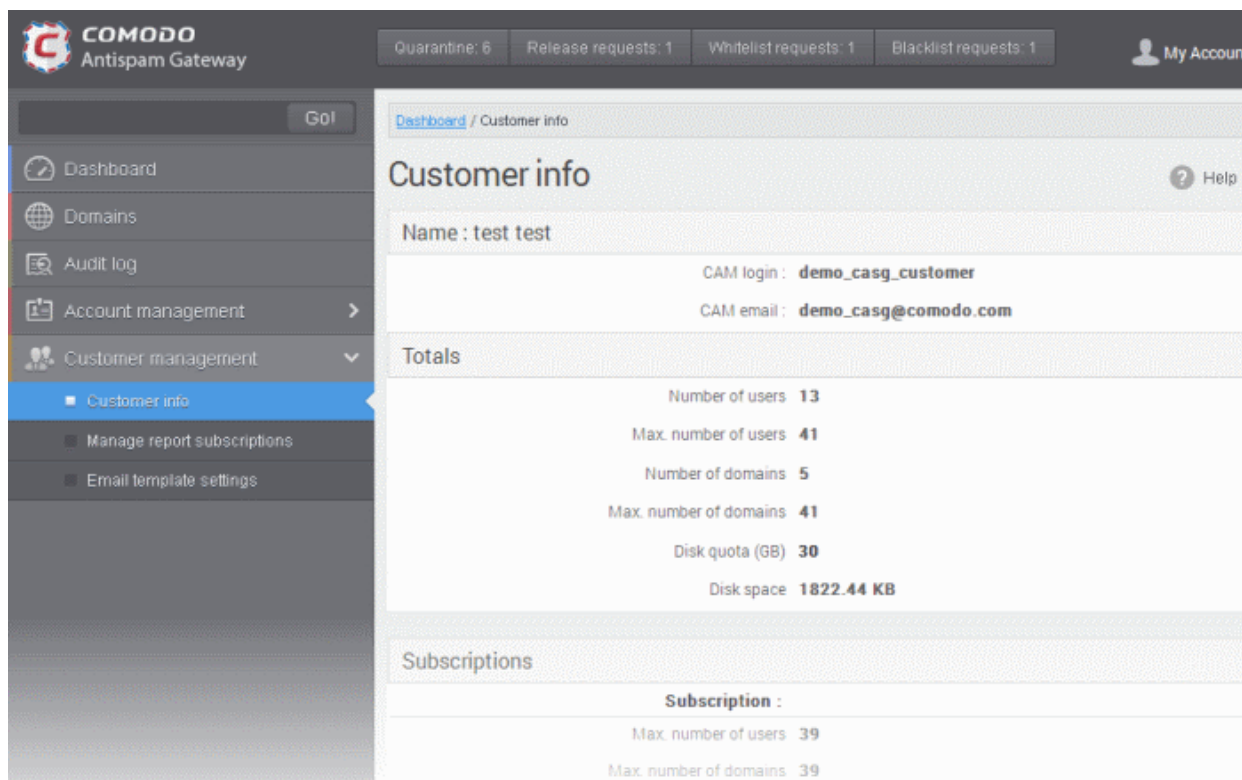 COMODO
Antispam Gateway
Quarantine: 6
Release requests: 1
Whitelist requests: 1
Blacklist requests: 1
My Accoun
Go!
Dashboard
Domains
Audit log
Account management
Customer management
Customer info
Manage report subscriptions
Email template settings
Dashboard / Customer info
Customer info
Help
Name : test test
CAM login : demo_casg_customer
CAM email : demo_casg@comodo.com
Totals
Number of users 13
Max. number of users 41
Number of domains 5
Max. number of domains 41
Disk quota (GB) 30
Disk space 1822.44 KB
Subscriptions
Subscription :
Max. number of users 39
Max. number of domains 39